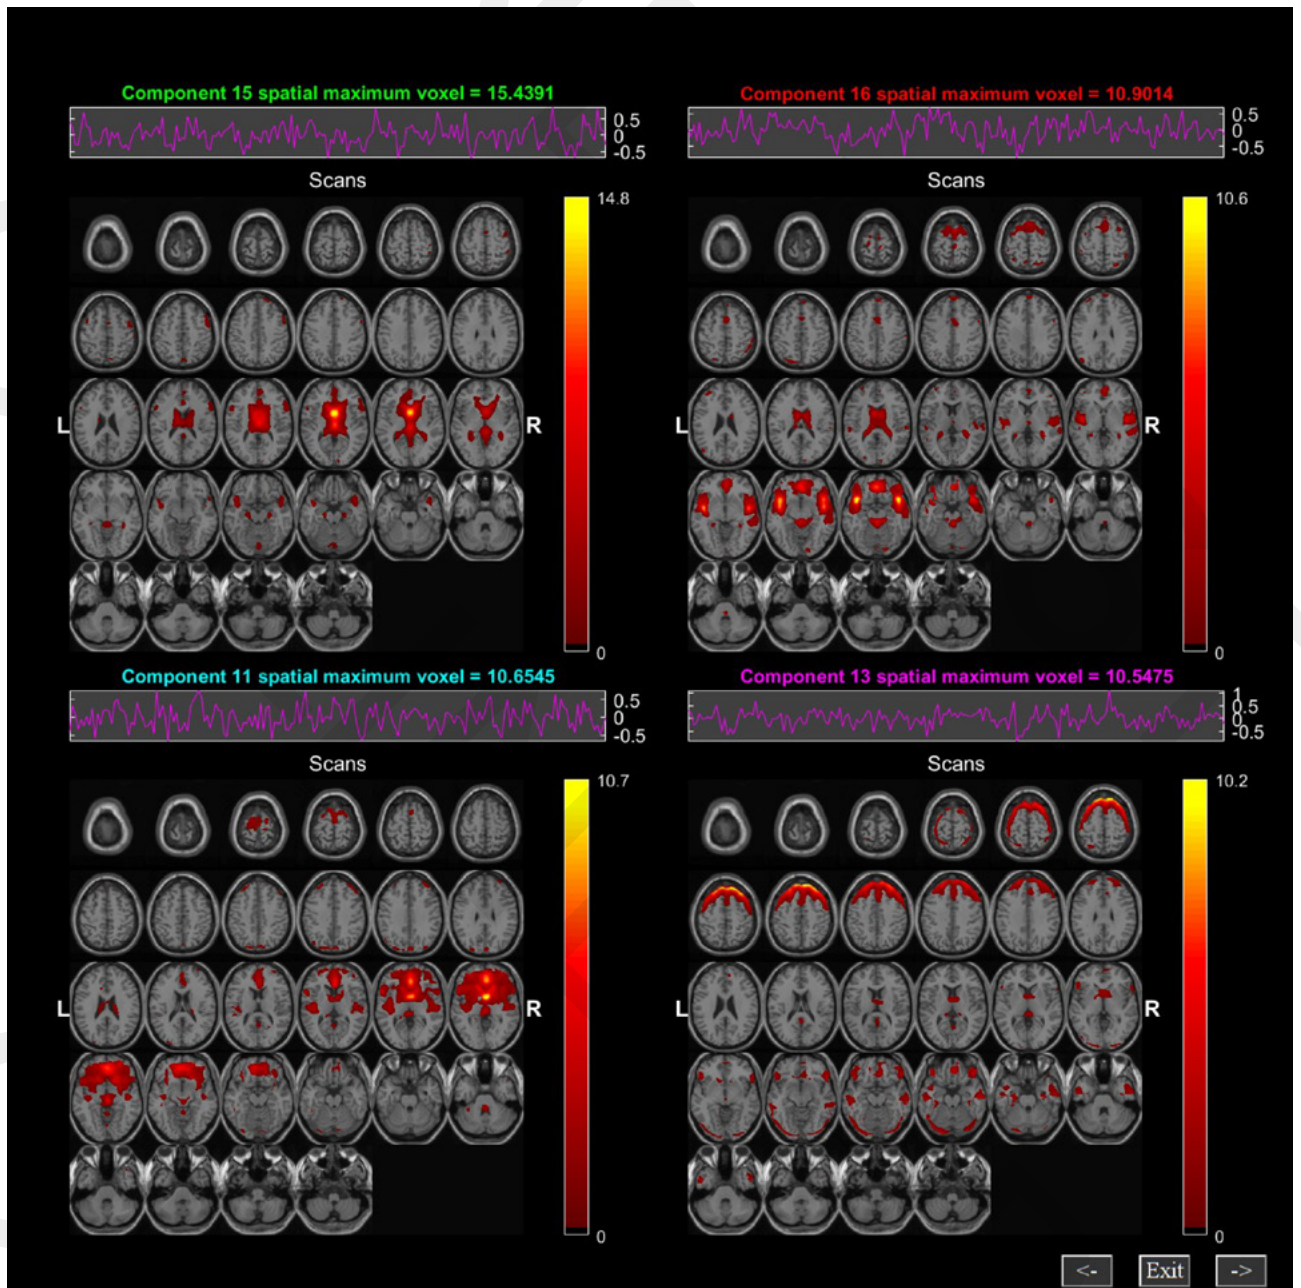 Component 15 spatial maximum voxel = 15.4391
0.5
0
-0.5
Scans
14.8
L
R
0
Component 16 spatial maximum voxel = 10.9014
0.5
0
-0.5
Scans
10.6
L
R
0
Component 11 spatial maximum voxel = 10.6545
0.5
0
-0.5
Scans
10.7
L
R
0
Component 13 spatial maximum voxel = 10.5475
1
0.5
0
-0.5
Scans
10.2
L
R
0
<- Exit ->